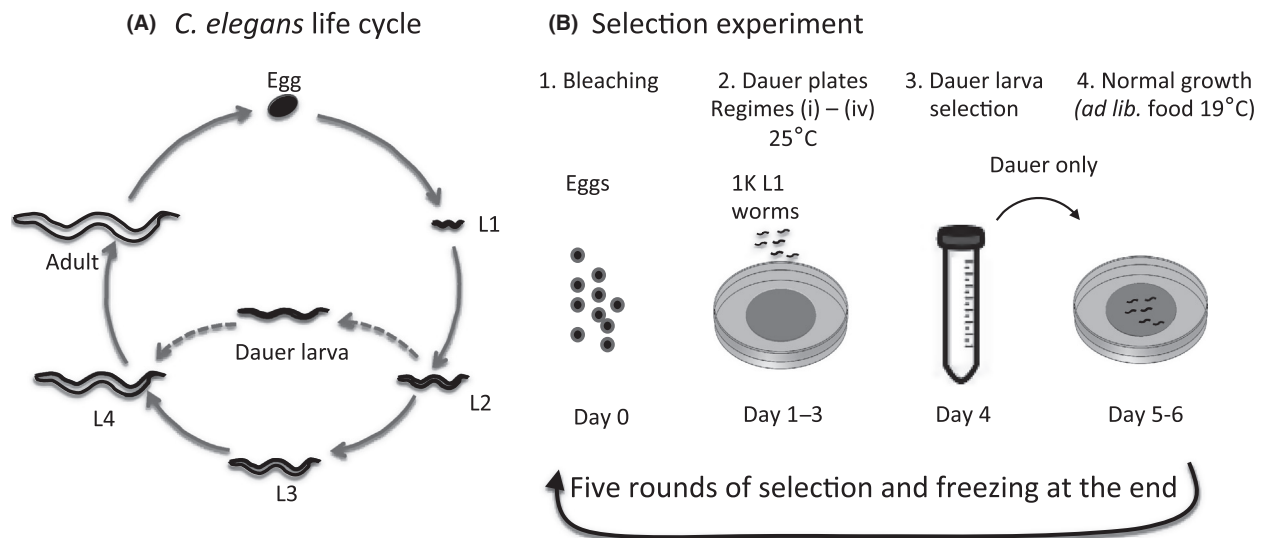 (A) C. elegans life cycle
Egg
L1
Adult
Dauer larva
L2
L4
L3
(B) Selection experiment
1. Bleaching
2. Dauer plates
Regimes (i) – (iv)
25°C
3. Dauer larva
selection
4. Normal growth
(ad lib. food 19°C)
Eggs
1K L1
worms
Dauer only
Day 0
Day 1–3
Day 4
Day 5-6
Five rounds of selection and freezing at the end